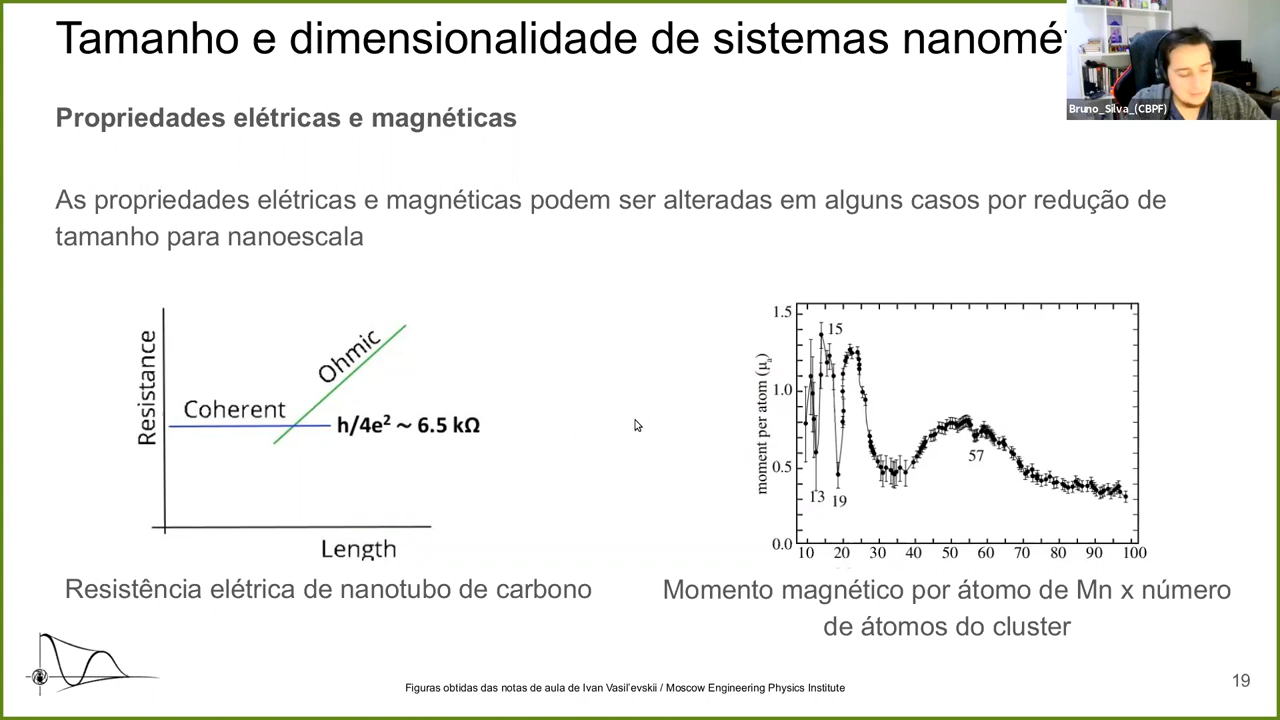 Tamanho e dimensionalidade de sistemas nanomét
Bruno_Silva_(CBPF)
Propriedades elétricas e magnéticas
As propriedades elétricas e magnéticas podem ser alteradas em alguns casos por redução de
tamanho para nanoescala
Resistance
Coherent
Ohmic
h/4e² ~ 6.5 kΩ
Length
moment per atom (μ
1.5
1.0
0.5
0.0
15
13
19
57
10 20 30 40 50 60 70 80 90 100
Resistência elétrica de nanotubo de carbono
Momento magnético por átomo de Mn x número
de átomos do cluster
Figuras obtidas das notas de aula de Ivan Vasil'evskii / Moscow Engineering Physics Institute
19